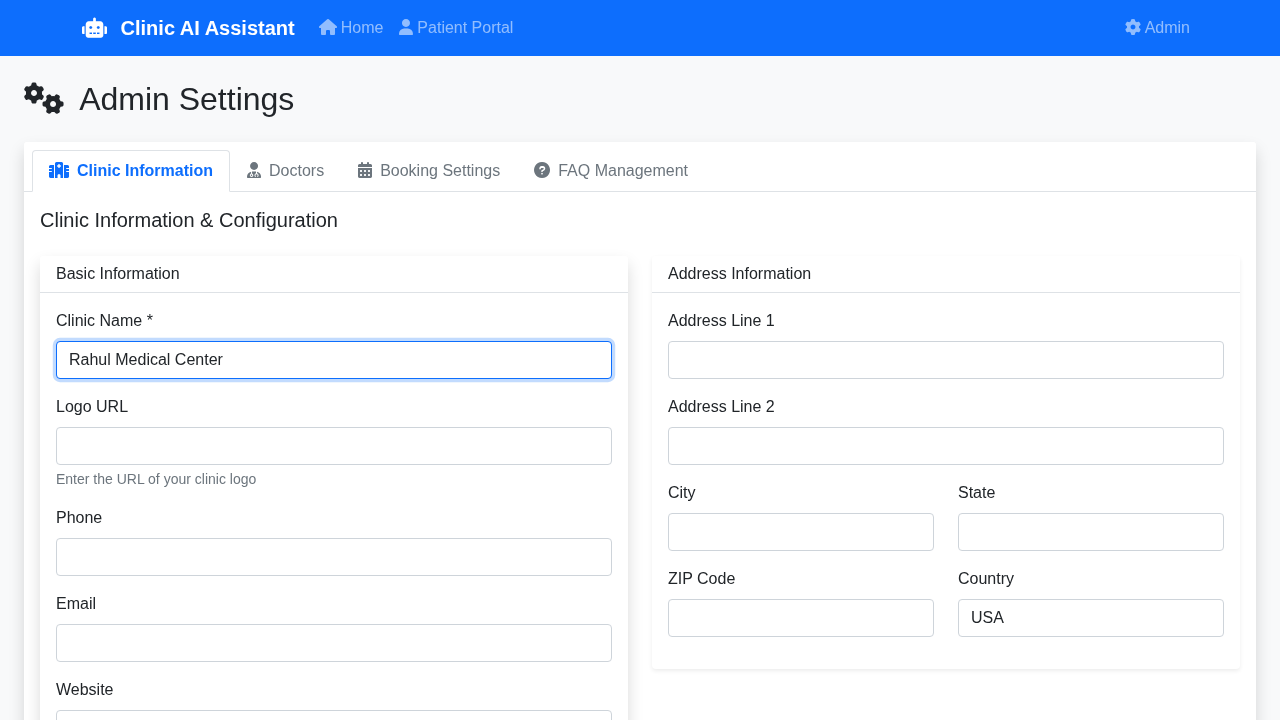 Clinic AI Assistant Home Patient Portal Admin
Admin Settings
Clinic Information Doctors Booking Settings FAQ Management
Clinic Information & Configuration
Basic Information
Clinic Name *
Rahul Medical Center
Logo URL
Enter the URL of your clinic logo
Phone
Email
Website
Address Information
Address Line 1
Address Line 2
City State
ZIP Code Country
USA